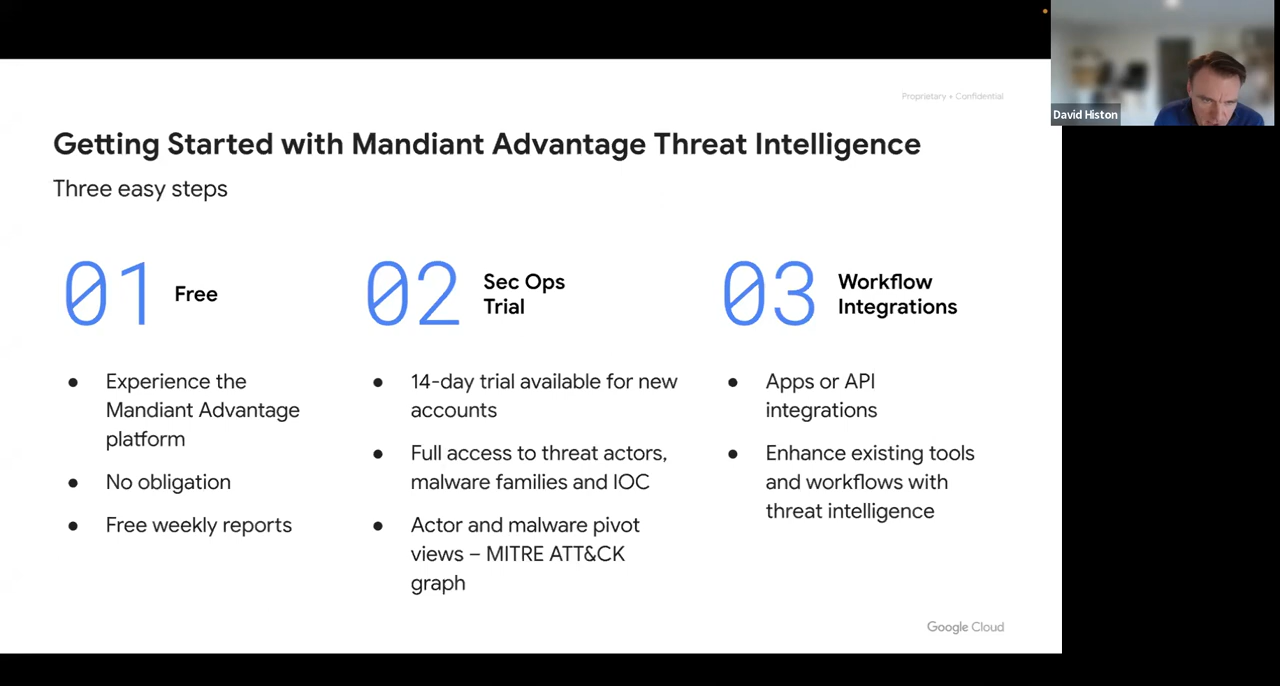 Proprietary + Confidential
David Histon
Getting Started with Mandiant Advantage Threat Intelligence
Three easy steps
01
Free
● Experience the
Mandiant Advantage
platform
● No obligation
● Free weekly reports
02
Sec Ops
Trial
● 14-day trial available for new
accounts
● Full access to threat actors,
malware families and IOC
● Actor and malware pivot
views – MITRE ATT&CK
graph
03
Workflow
Integrations
● Apps or API
integrations
● Enhance existing tools
and workflows with
threat intelligence
Google Cloud